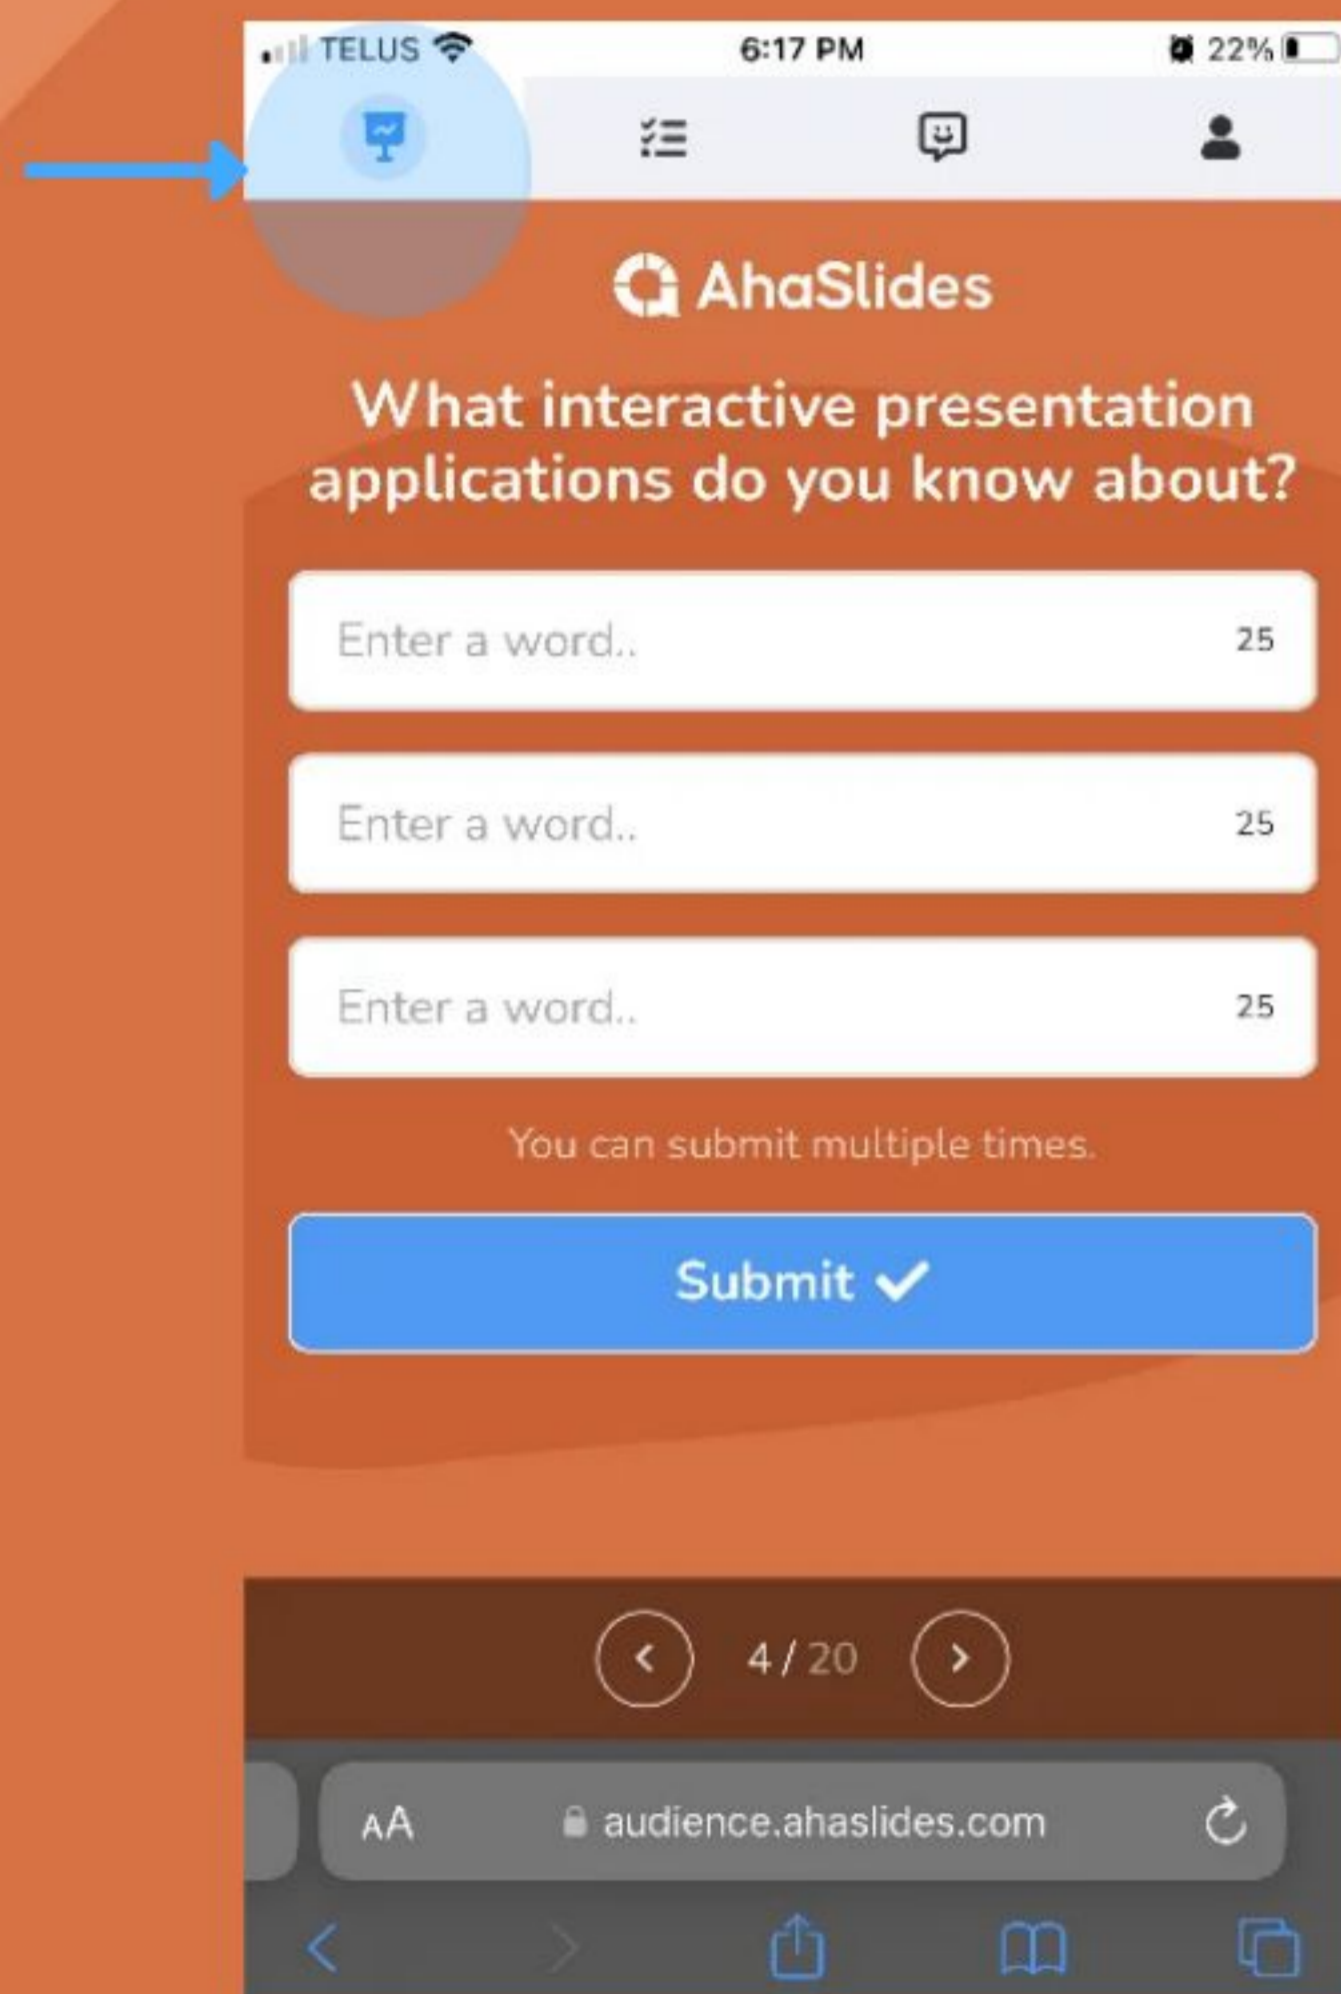 TELUS 6:17 PM 22%
AhaSlides
What interactive presentation
applications do you know about?
Enter a word.. 25
Enter a word.. 25
Enter a word.. 25
You can submit multiple times.
Submit
4 / 20
AA audience.ahaslides.com